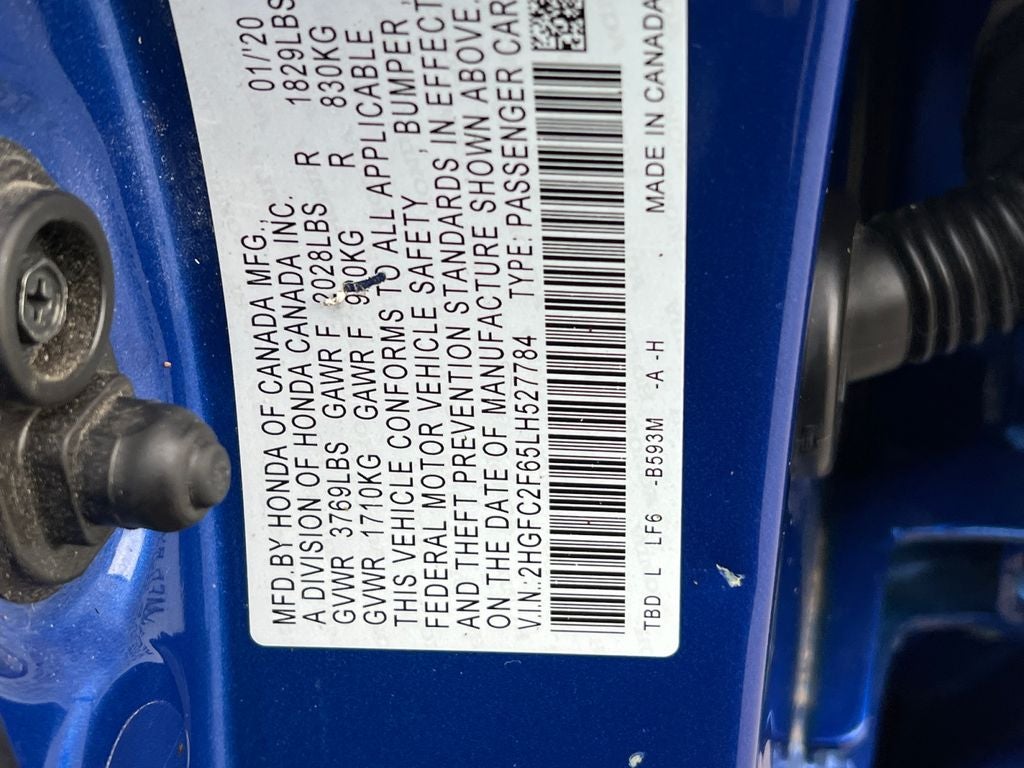 MFD.BY HONDA OF CANADA MFG., 01/'20
A DIVISION OF HONDA CANADA INC.
GVWR 3769LBS GAWR F 2028LBS R 1829LBS
GVWR 1710KG GAWR F 920KG R 830KG
THIS VEHICLE CONFORMS TO ALL APPLICABLE
FEDERAL MOTOR VEHICLE SAFETY , BUMPER ,
AND THEFT PREVENTION STANDARDS IN EFFECT
ON THE DATE OF MANUFACTURE SHOWN ABOVE.
V.I.N.:2HGFC2F65LH527784 TYPE: PASSENGER CAR
TBD L LF6 -B593M -A - H . MADE IN CANADA